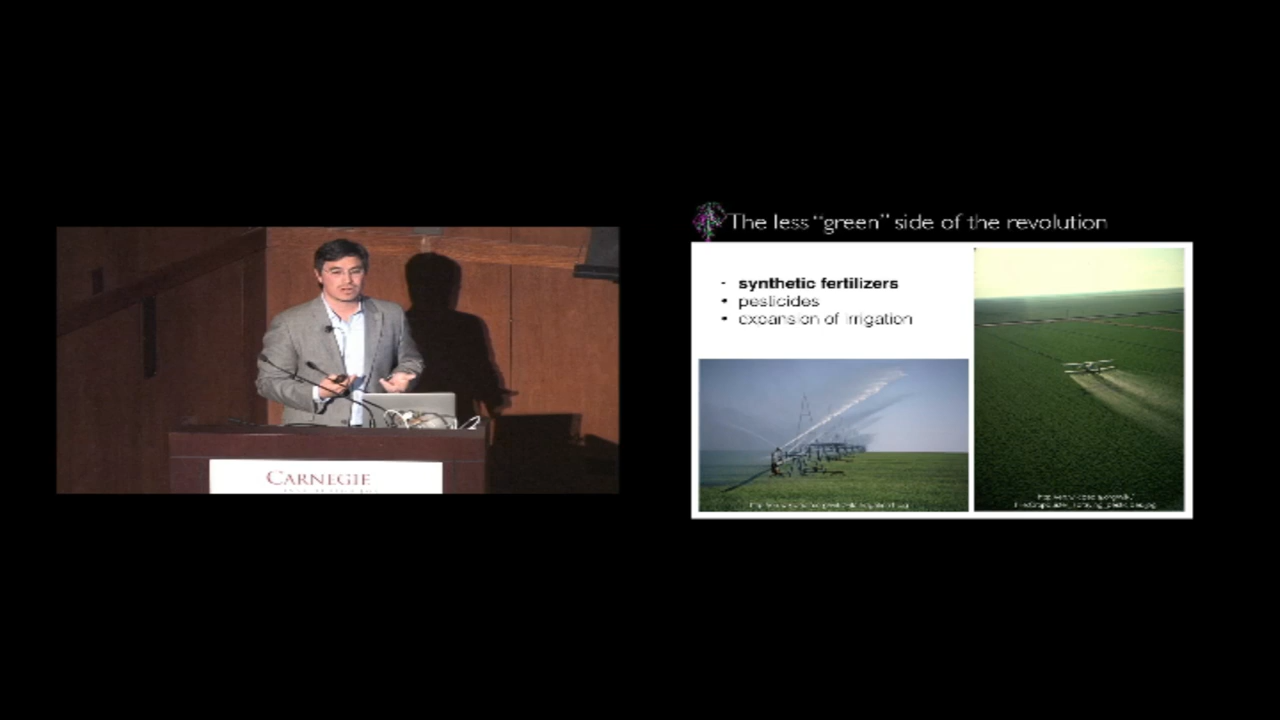 The less “green” side of the revolution
- synthetic fertilizers
• pesticides
• expansion of irrigation
CARNEGIE